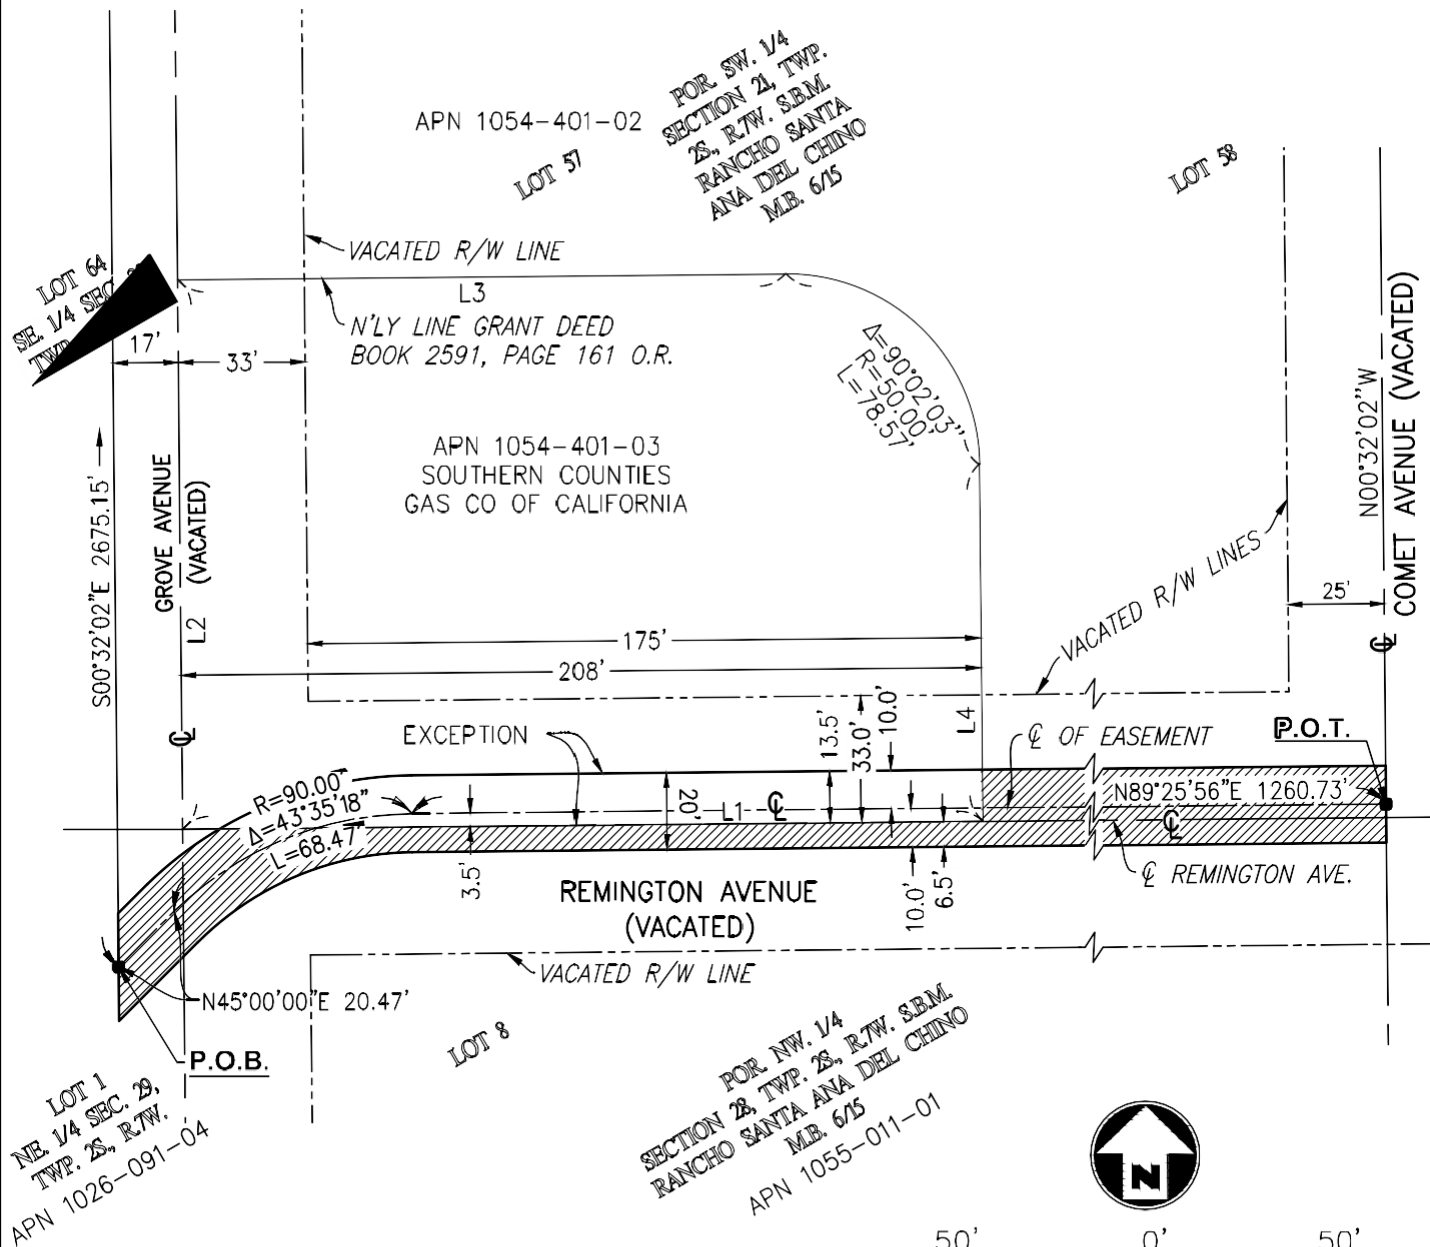 POR. SW. 1/4
SECTION 21, TWP.
2S., R.7W. S.B.M.
RANCHO SANTA
ANA DEL CHINO
M.B. 6/15
APN 1054-401-02
LOT 57
LOT 58
VACATED R/W LINE
LOT 64
SE. 1/4 SEC
TWP
L3
N'LY LINE GRANT DEED
BOOK 2591, PAGE 161 O.R.
17'
33'
Δ=90°02'03"
R=50.00'
L=78.57'
APN 1054-401-03
SOUTHERN COUNTIES
GAS CO OF CALIFORNIA
S00°32'02"E 2675.15'
GROVE AVENUE
(VACATED)
L2
N00°32'02"W
COMET AVENUE (VACATED)
℄
VACATED R/W LINES
25'
175'
208'
℄
EXCEPTION
13.5'
33.0'
10.0'
L4
℄ OF EASEMENT
P.O.T.
R=90.00'
Δ=43°35'18"
L=68.47'
20'
L1 ℄
N89°25'56"E 1260.73'
℄
3.5'
10.0'
6.5'
℄ REMINGTON AVE.
REMINGTON AVENUE
(VACATED)
VACATED R/W LINE
N45°00'00"E 20.47'
P.O.B.
LOT 8
LOT 1
NE. 1/4 SEC. 29,
TWP. 2S., R.7W.
APN 1026-091-04
POR. NW. 1/4
SECTION 28, TWP. 2S., R.7W. S.B.M.
RANCHO SANTA ANA DEL CHINO
M.B. 6/15
APN 1055-011-01
N
50' 0' 50'